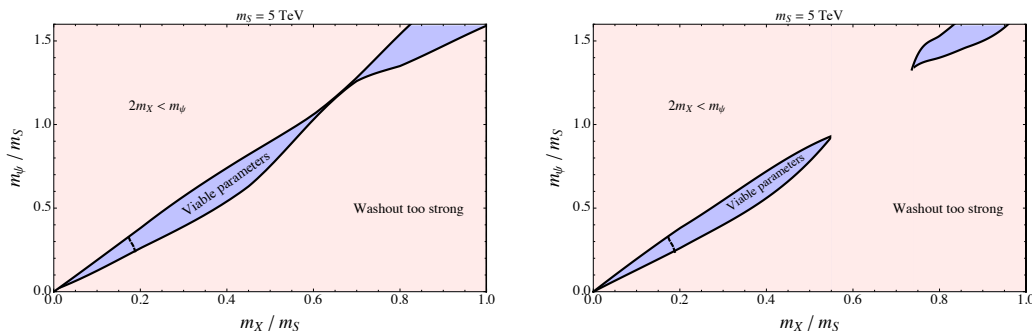 m_S = 5 TeV
1.5
1.0
0.5
0.0
m_ψ / m_S
2m_X < m_ψ
Viable parameters
Washout too strong
0.0 0.2 0.4 0.6 0.8 1.0
m_X / m_S
m_S = 5 TeV
1.5
1.0
0.5
0.0
m_ψ / m_S
2m_X < m_ψ
Viable parameters
Washout too strong
0.0 0.2 0.4 0.6 0.8 1.0
m_X / m_S